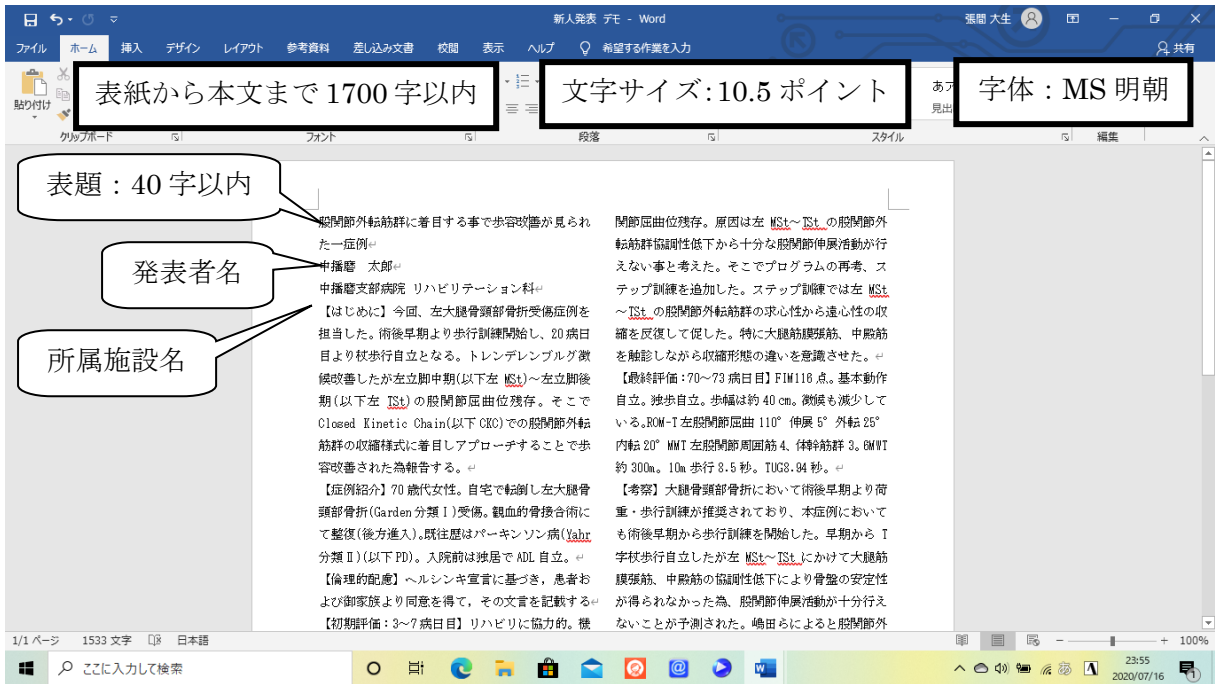 新人発表 デモ - Word
張間 大生
ファイル ホーム 挿入 デザイン レイアウト 参考資料 差し込み文書 校閲 表示 ヘルプ 希望する作業を入力 共有
貼り付け
表紙から本文まで 1700 字以内
文字サイズ:10.5 ポイント
字体：MS 明朝
クリップボード フォント 段落 スタイル 編集
表題：40 字以内
発表者名
所属施設名
股関節外転筋群に着目する事で歩容改善が見られ
た一症例
中播磨 太郎
中播磨支部病院 リハビリテーション科
【はじめに】今回、左大腿骨頸部骨折受傷症例を
担当した。術後早期より歩行訓練開始し、20 病日
目より杖歩行自立となる。トレンデレンブルグ徴
候改善したが左立脚中期(以下左 MSt)～左立脚後
期(以下左 TSt)の股関節屈曲位残存。そこで
Closed Kinetic Chain(以下 CKC)での股関節外転
筋群の収縮様式に着目しアプローチすることで歩
容改善された為報告する。
【症例紹介】70 歳代女性。自宅で転倒し左大腿骨
頸部骨折(Garden 分類Ⅰ)受傷。観血的骨接合術に
て整復(後方進入)。既往歴はパーキンソン病(Yahr
分類Ⅱ)(以下 PD)。入院前は独居で ADL 自立。
【倫理的配慮】ヘルシンキ宣言に基づき，患者お
よび御家族より同意を得て，その文言を記載する
【初期評価：3～7 病日目】リハビリに協力的。機
関節屈曲位残存。原因は左 MSt～TSt の股関節外
転筋群協調性低下から十分な股関節伸展活動が行
えない事と考えた。そこでプログラムの再考、ス
テップ訓練を追加した。ステップ訓練では左 MSt
～TSt の股関節外転筋群の求心性から遠心性の収
縮を反復して促した。特に大腿筋膜張筋、中殿筋
を触診しながら収縮形態の違いを意識させた。
【最終評価：70～73 病日目】FIM116 点。基本動作
自立。独歩自立。歩幅は約 40 ㎝。徴候も減少して
いる。ROM-T 左股関節屈曲 110° 伸展 5° 外転 25°
内転 20° MMT 左股関節周囲筋 4、体幹筋群 3。6MWT
約 300m。10m 歩行 8.5 秒。TUG8.94 秒。
【考察】大腿骨頸部骨折において術後早期より荷
重・歩行訓練が推奨されており、本症例において
も術後早期から歩行訓練を開始した。早期から T
字杖歩行自立したが左 MSt～TSt にかけて大腿筋
膜張筋、中殿筋の協調性低下により骨盤の安定性
が得られなかった為、股関節伸展活動が十分行え
ないことが予測された。嶋田らによると股関節外
1/1 ページ 1533 文字 日本語 100%
ここに入力して検索
23:55
2020/07/16